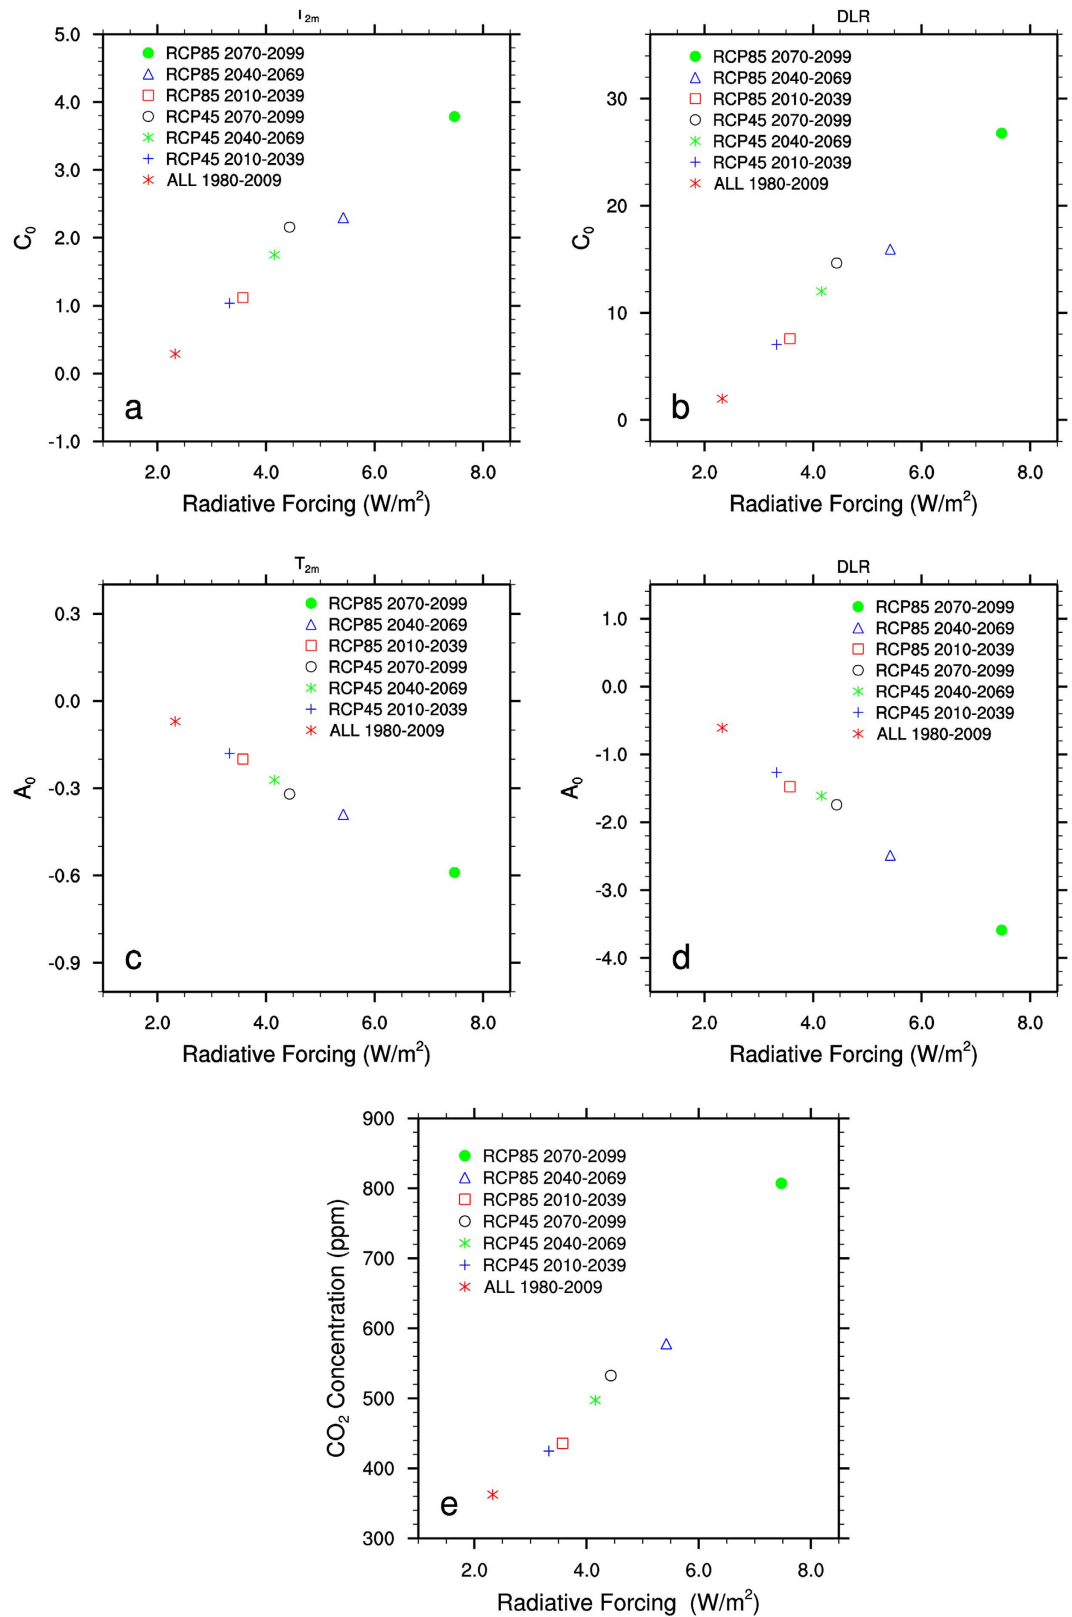 T2m
5.0
4.0
3.0
2.0
1.0
0.0
-1.0
C0
RCP85 2070-2099
RCP85 2040-2069
RCP85 2010-2039
RCP45 2070-2099
RCP45 2040-2069
RCP45 2010-2039
ALL 1980-2009
a
2.0 4.0 6.0 8.0
Radiative Forcing (W/m²)
DLR
30
20
10
0
C0
RCP85 2070-2099
RCP85 2040-2069
RCP85 2010-2039
RCP45 2070-2099
RCP45 2040-2069
RCP45 2010-2039
ALL 1980-2009
b
2.0 4.0 6.0 8.0
Radiative Forcing (W/m²)
T2m
0.3
0.0
-0.3
-0.6
-0.9
A0
RCP85 2070-2099
RCP85 2040-2069
RCP85 2010-2039
RCP45 2070-2099
RCP45 2040-2069
RCP45 2010-2039
ALL 1980-2009
c
2.0 4.0 6.0 8.0
Radiative Forcing (W/m²)
DLR
1.0
0.0
-1.0
-2.0
-3.0
-4.0
A0
RCP85 2070-2099
RCP85 2040-2069
RCP85 2010-2039
RCP45 2070-2099
RCP45 2040-2069
RCP45 2010-2039
ALL 1980-2009
d
2.0 4.0 6.0 8.0
Radiative Forcing (W/m²)
900
800
700
600
500
400
300
CO2 Concentration (ppm)
RCP85 2070-2099
RCP85 2040-2069
RCP85 2010-2039
RCP45 2070-2099
RCP45 2040-2069
RCP45 2010-2039
ALL 1980-2009
e
2.0 4.0 6.0 8.0
Radiative Forcing (W/m²)